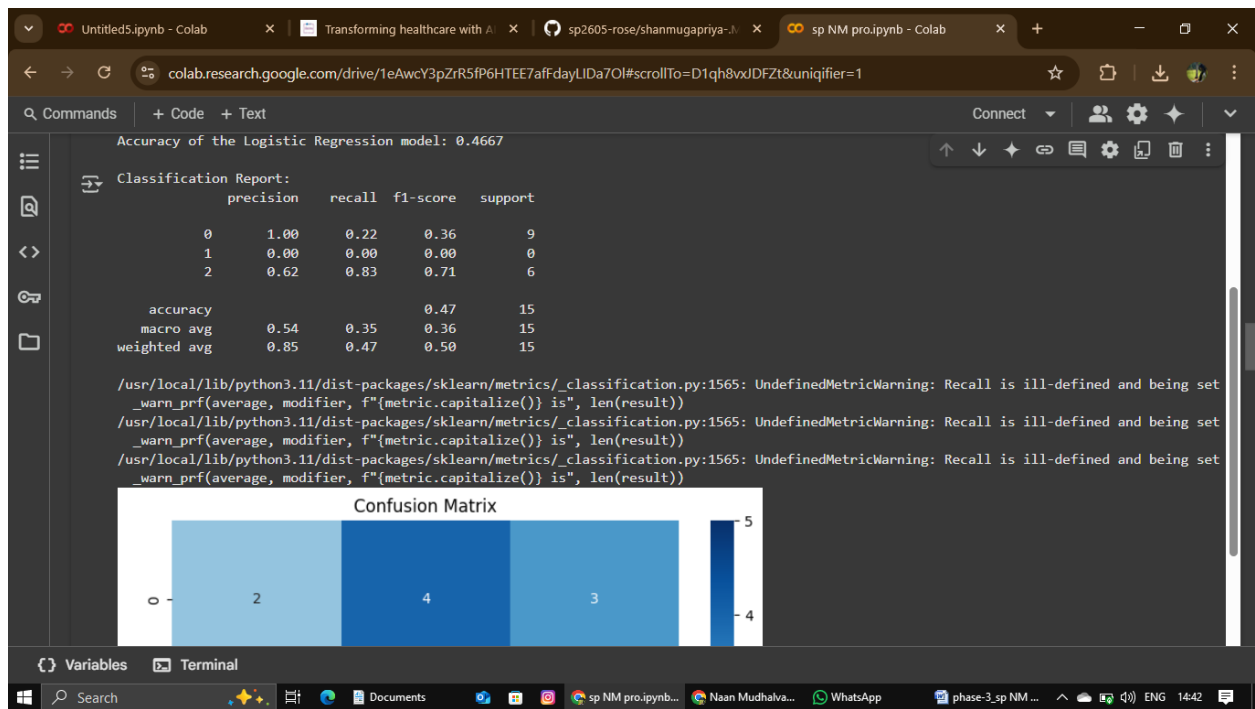 Untitled5.ipynb - Colab
Transforming healthcare with AI
sp2605-rose/shanmugapriya-.N
sp NM pro.ipynb - Colab
colab.research.google.com/drive/1eAwcY3pZrR5fP6HTEE7afFdayLIDa7Ol#scrollTo=D1qh8vxJDFZt&uniqifier=1
Commands + Code + Text Connect
Accuracy of the Logistic Regression model: 0.4667
Classification Report:
precision recall f1-score support
0 1.00 0.22 0.36 9
1 0.00 0.00 0.00 0
2 0.62 0.83 0.71 6
accuracy 0.47 15
macro avg 0.54 0.35 0.36 15
weighted avg 0.85 0.47 0.50 15
/usr/local/lib/python3.11/dist-packages/sklearn/metrics/_classification.py:1565: UndefinedMetricWarning: Recall is ill-defined and being set
_warn_prf(average, modifier, f"{metric.capitalize()} is", len(result))
/usr/local/lib/python3.11/dist-packages/sklearn/metrics/_classification.py:1565: UndefinedMetricWarning: Recall is ill-defined and being set
_warn_prf(average, modifier, f"{metric.capitalize()} is", len(result))
/usr/local/lib/python3.11/dist-packages/sklearn/metrics/_classification.py:1565: UndefinedMetricWarning: Recall is ill-defined and being set
_warn_prf(average, modifier, f"{metric.capitalize()} is", len(result))
Confusion Matrix
5
0 2 4 3
4
{} Variables Terminal
Search Documents sp NM pro.ipynb... Naan Mudhalva... WhatsApp phase-3_sp NM ... ENG 14:42